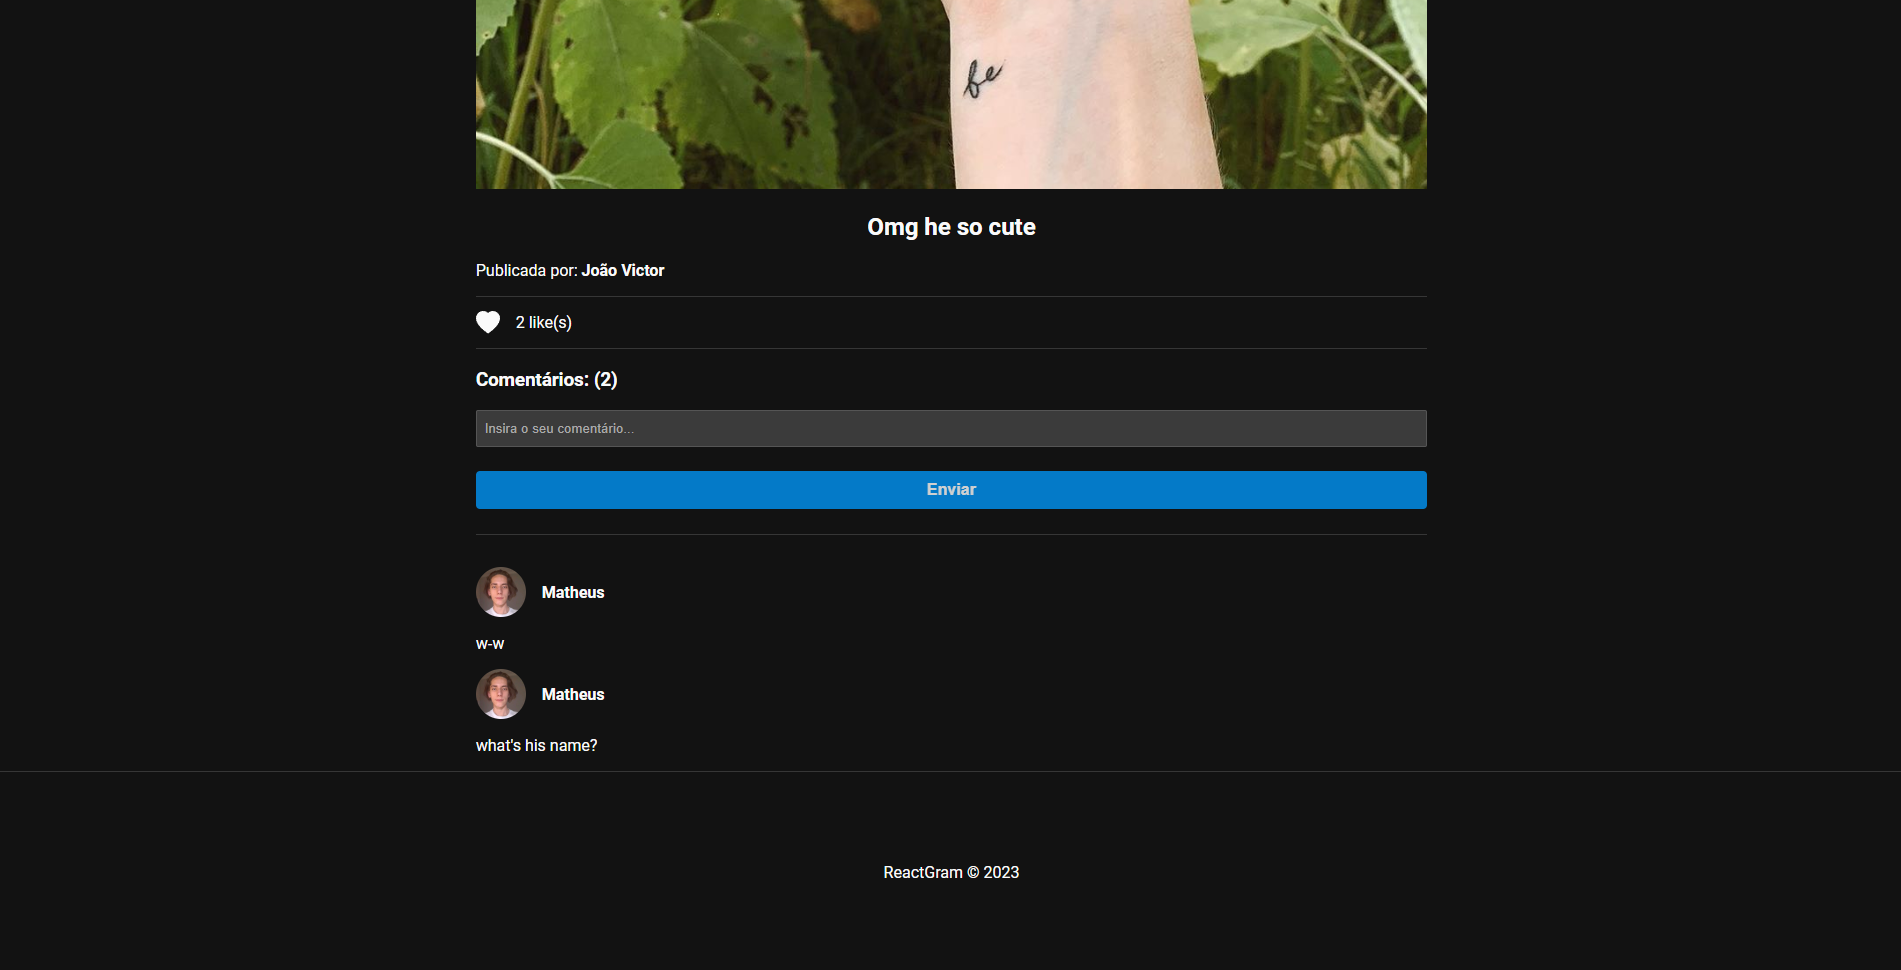 be
Omg he so cute
Publicada por: João Victor
2 like(s)
Comentários: (2)
Insira o seu comentário...
Enviar
Matheus
w-w
Matheus
what's his name?
ReactGram © 2023